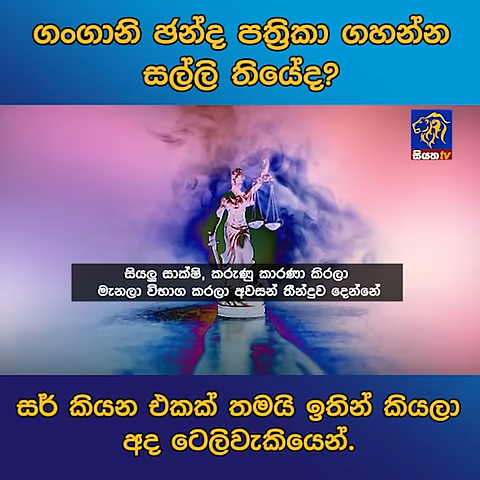 ගංගානි ඡන්ද පත්‍රිකා ගහන්න
සල්ලි තියේද?
සියත tv
සියලු සාක්ෂි, කරුණු කාරණා කිරලා
මැනලා විභාග කරලා අවසන් තීන්දුව දෙන්නේ
සර් කියන එකක් තමයි ඉතින් කියලා
අද ටෙලිවැකියෙන්.